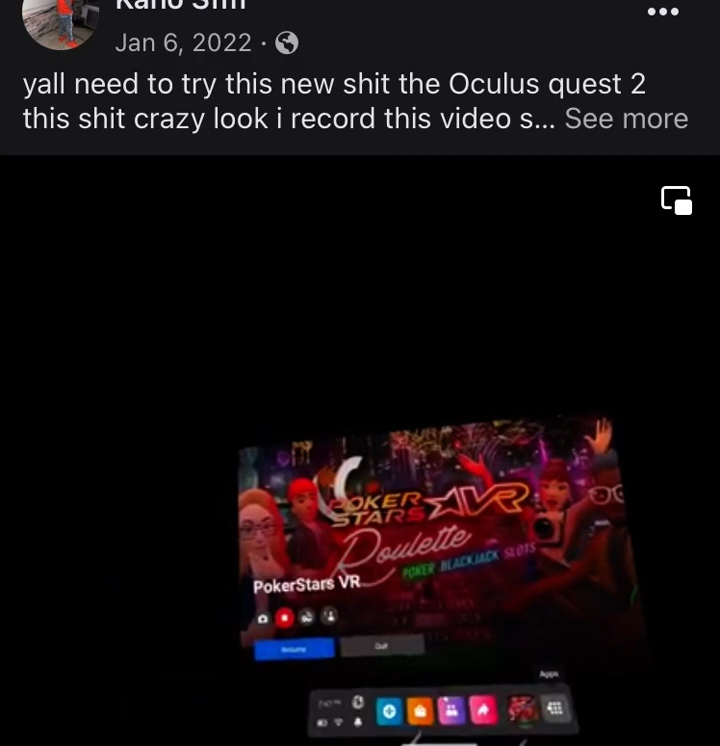 Jan 6, 2022 ·
yall need to try this new shit the Oculus quest 2
this shit crazy look i record this video s... See more
POKER
STARS VR
Roulette
POKER BLACKJACK SLOTS
PokerStars VR
Resume
Quit
Apps